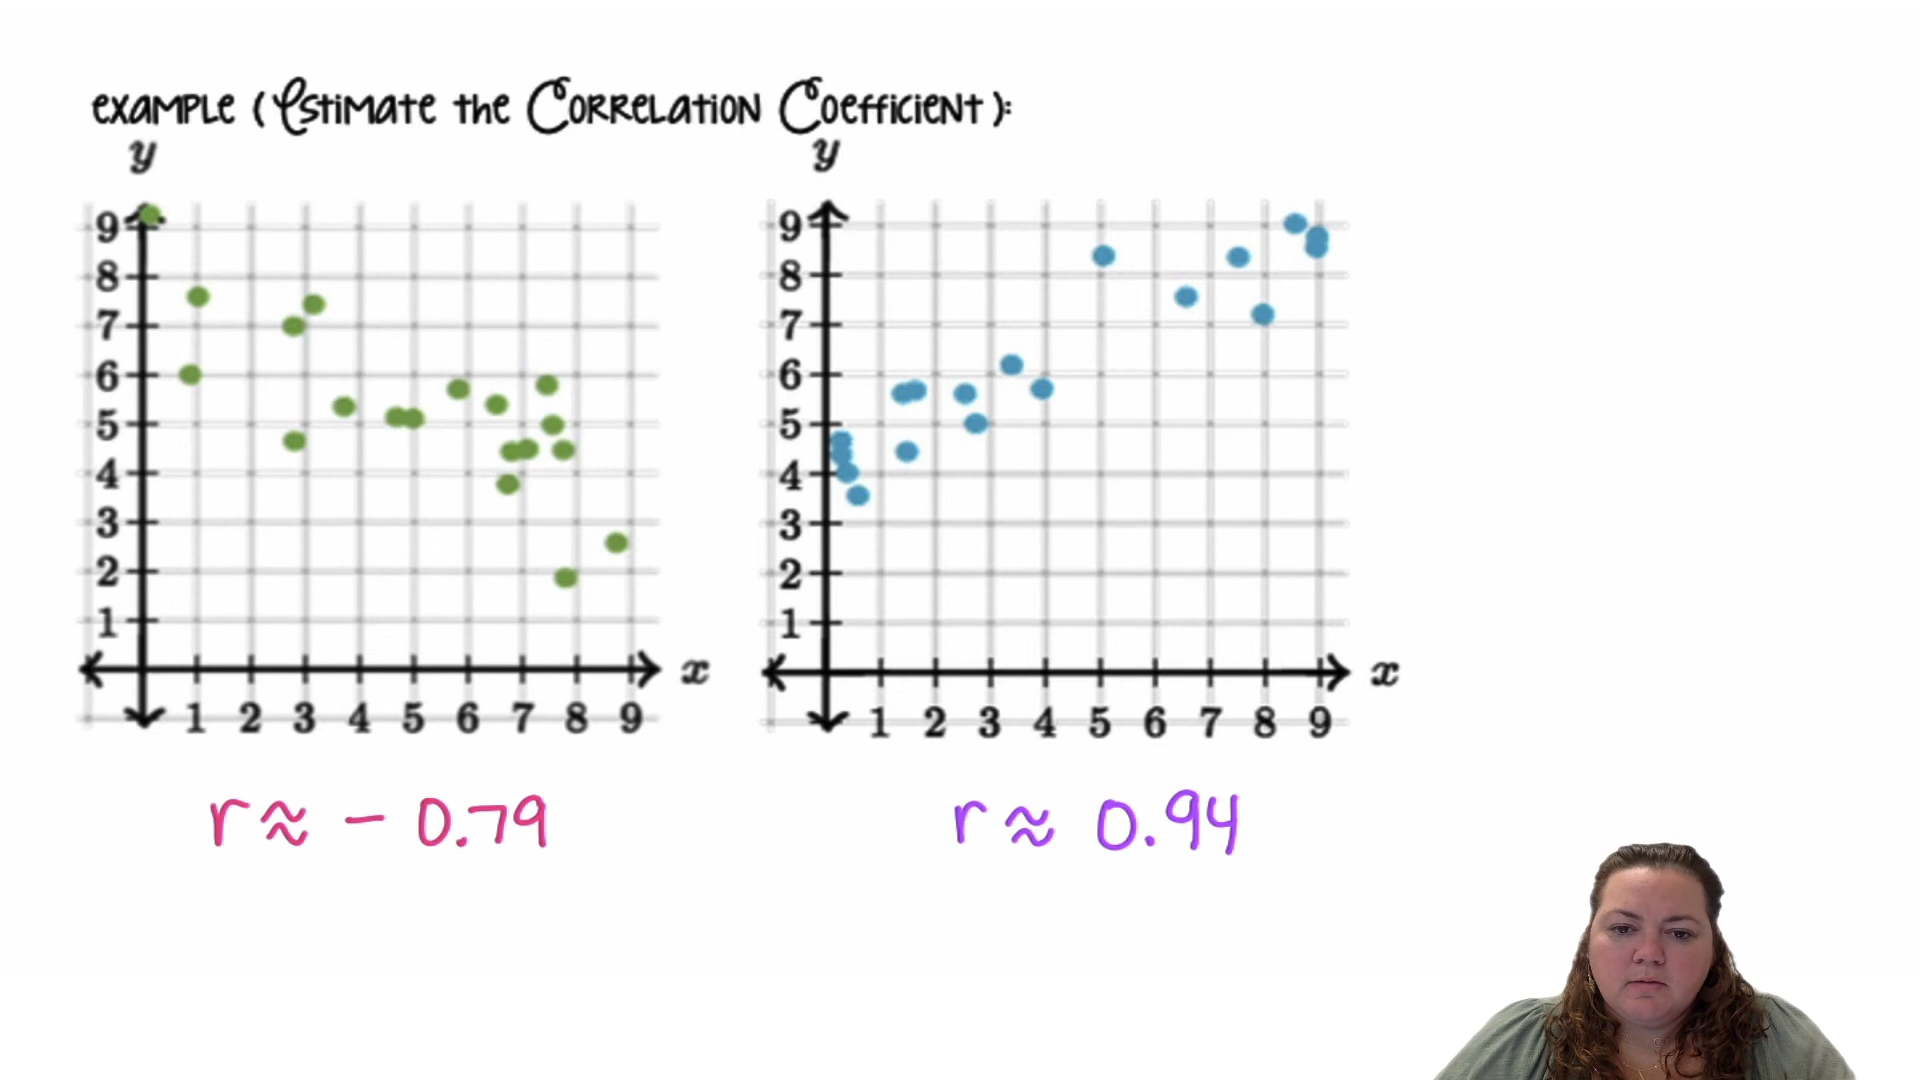 example (Estimate the Correlation Coefficient):
y
9
8
7
6
5
4
3
2
1
1 2 3 4 5 6 7 8 9
x
r ≈ - 0.79
y
9
8
7
6
5
4
3
2
1
1 2 3 4 5 6 7 8 9
x
r ≈ 0.94